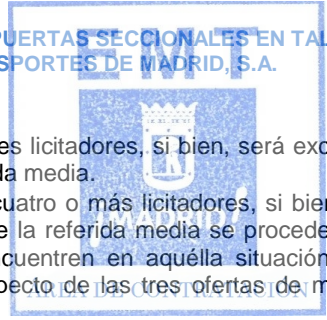 PUERTAS SECCIONALES EN TAL
SPORTES DE MADRID, S.A.
EMT
es licitadores, si bien, será exc
da media.
cuatro o más licitadores, si bien
e la referida media se procede
cuentren en aquélla situación
pecto de las tres ofertas de m
¡MADRID!
ÁREA DE CONTRATACIÓN